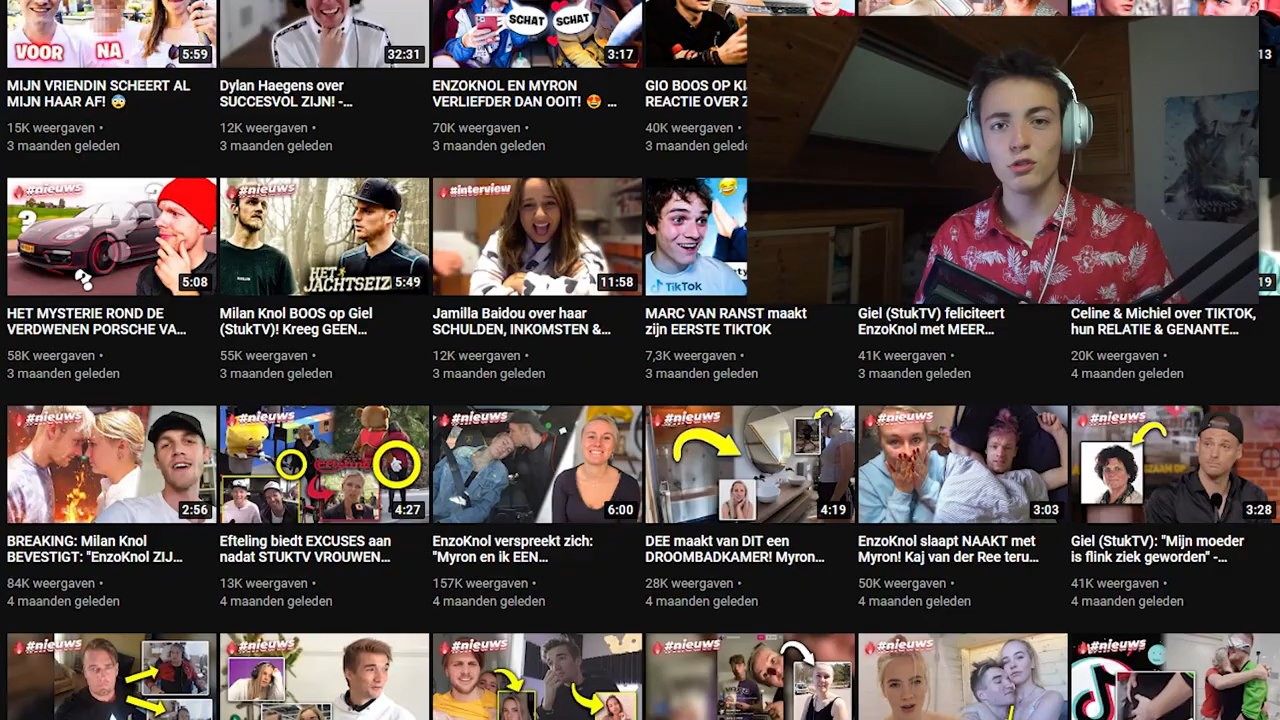 VOOR
NA
5:59
32:31
SCHAT
SCHAT
3:17
13
MIJN VRIENDIN SCHEERT AL
MIJN HAAR AF! 😨
15K weergaven •
3 maanden geleden
Dylan Haegens over
SUCCESVOL ZIJN! -...
12K weergaven •
3 maanden geleden
ENZOKNOL EN MYRON
VERLIEFDER DAN OOIT! 🤩 ...
70K weergaven •
3 maanden geleden
GIO BOOS OP
REACTIE OVER
40K weergaven •
3 maanden geleden
#nieuws
5:08
#nieuws
HET JACHTSEIZ
5:49
#interview
11:58
TikTok
19
HET MYSTERIE ROND DE
VERDWENEN PORSCHE VA...
58K weergaven •
3 maanden geleden
Milan Knol BOOS op Giel
(StukTV)! Kreeg GEEN...
55K weergaven •
3 maanden geleden
Jamilla Baidou over haar
SCHULDEN, INKOMSTEN &...
12K weergaven •
3 maanden geleden
MARC VAN RANST maakt
zijn EERSTE TIKTOK
7,3K weergaven •
3 maanden geleden
Giel (StukTV) feliciteert
EnzoKnol met MEER...
41K weergaven •
3 maanden geleden
Celine & Michiel over TIKTOK,
hun RELATIE & GENANTE...
20K weergaven •
4 maanden geleden
#nieuws
2:56
#nieuws
Efteling
4:27
#nieuws
6:00
#nieuws
4:19
#nieuws
3:03
#nieuws
3:28
BREAKING: Milan Knol
BEVESTIGT: "EnzoKnol ZIJ...
84K weergaven •
4 maanden geleden
Efteling biedt EXCUSES aan
nadat STUKTV VROUWEN...
13K weergaven •
4 maanden geleden
EnzoKnol verspreekt zich:
"Myron en ik EEN...
157K weergaven •
4 maanden geleden
DEE maakt van DIT een
DROOMBADKAMER! Myron...
28K weergaven •
4 maanden geleden
EnzoKnol slaapt NAAKT met
Myron! Kaj van der Ree teru...
50K weergaven •
4 maanden geleden
Giel (StukTV): "Mijn moeder
is flink ziek geworden" -...
41K weergaven •
4 maanden geleden
#nieuws
#nieuws
#nieuws
#nieuws
#nieuws
#nieuws